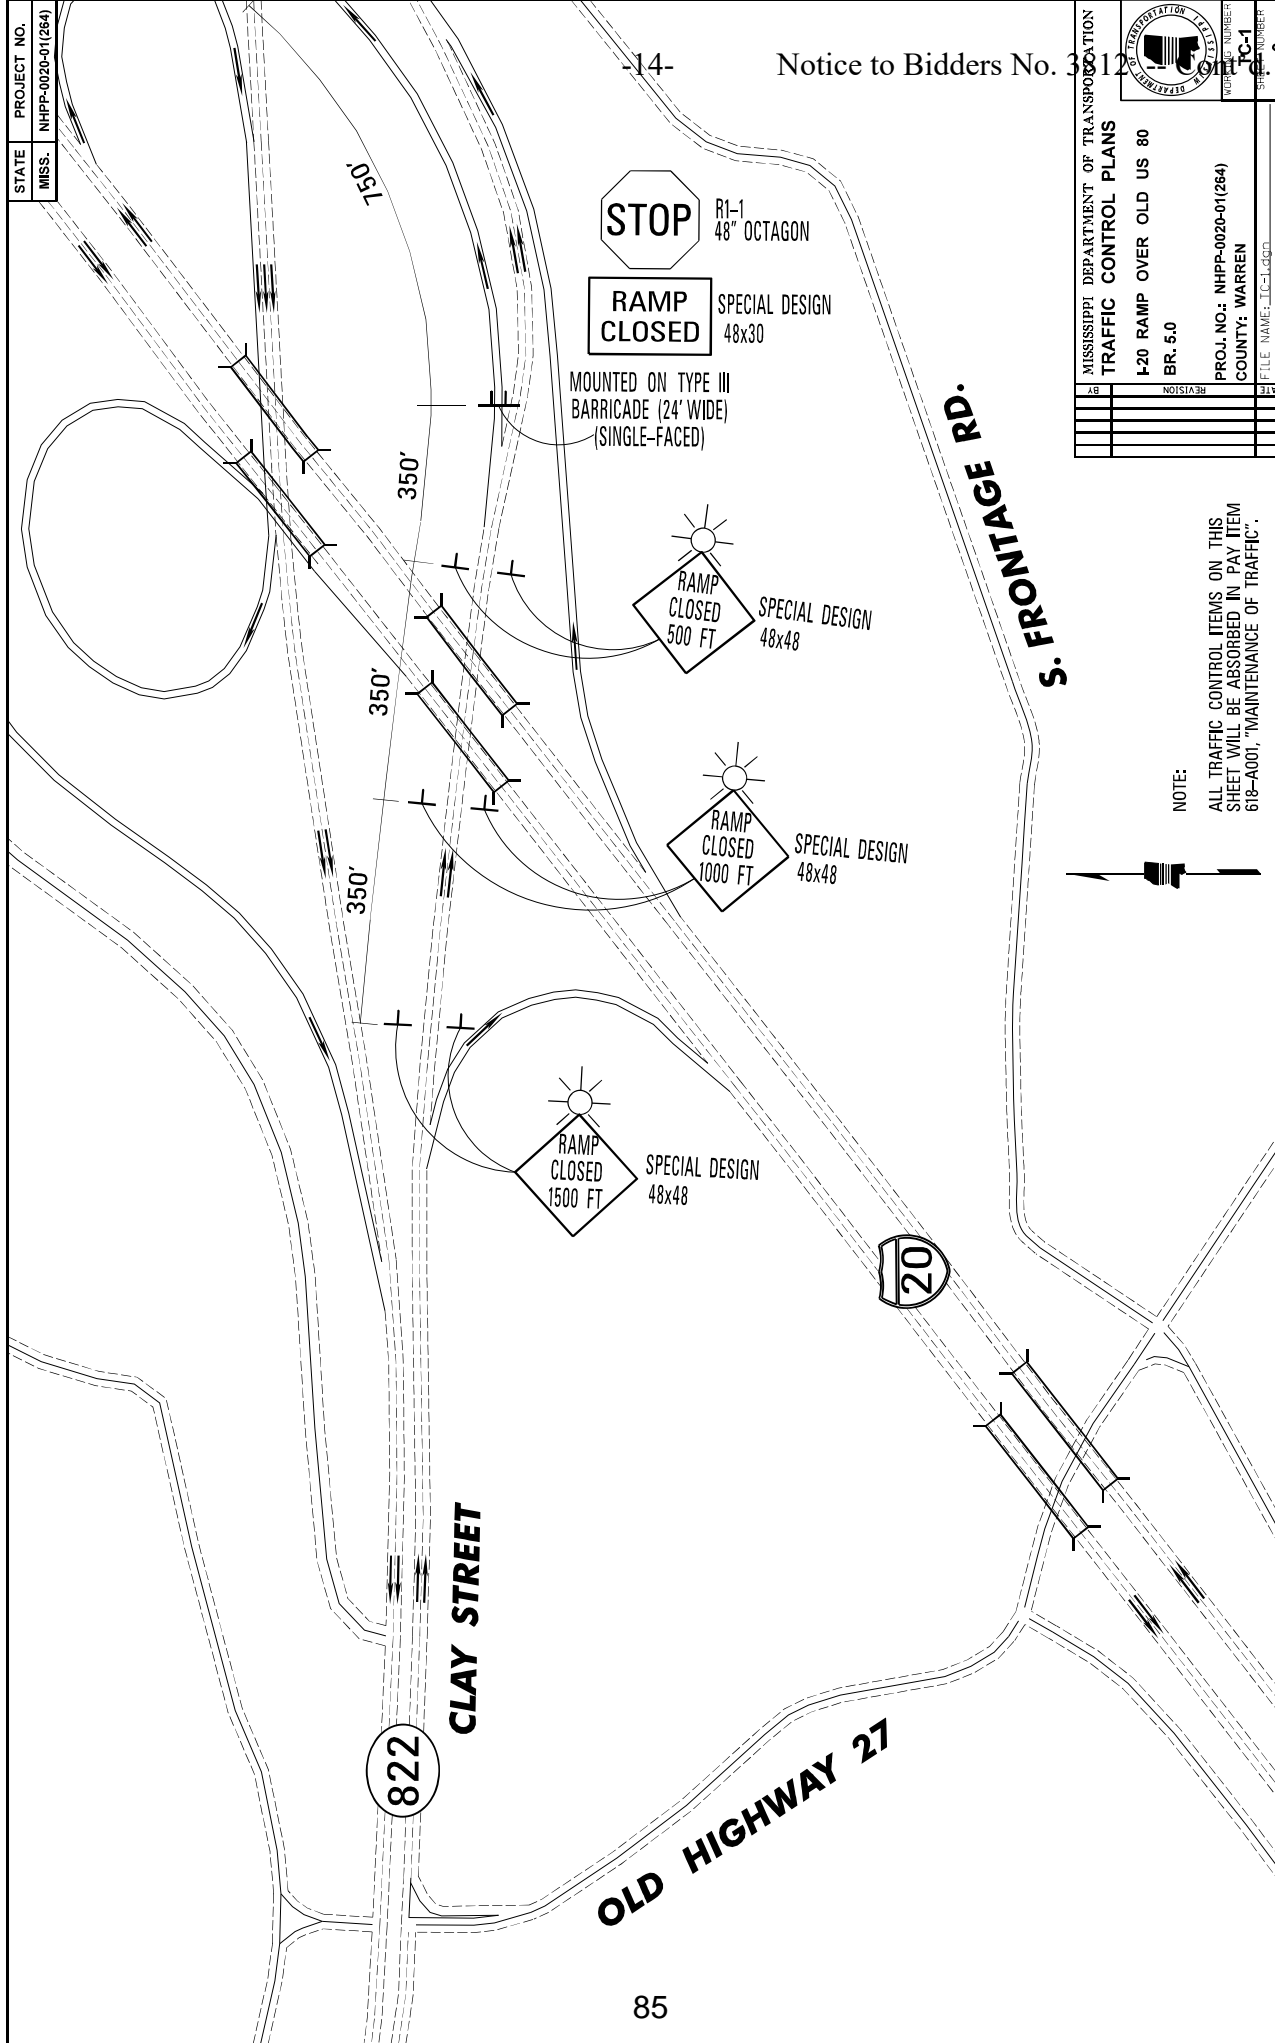 -14-
Notice to Bidders No. 3812 -- Cont'd.
STATE
PROJECT NO.
MISS.
NHPP-0020-01(264)
750'
STOP
R1-1
48" OCTAGON
RAMP
CLOSED
SPECIAL DESIGN
48x30
MOUNTED ON TYPE III
BARRICADE (24' WIDE)
(SINGLE-FACED)
350'
RAMP
CLOSED
500 FT
SPECIAL DESIGN
48x48
350'
RAMP
CLOSED
1000 FT
SPECIAL DESIGN
48x48
350'
RAMP
CLOSED
1500 FT
SPECIAL DESIGN
48x48
S. FRONTAGE RD.
20
CLAY STREET
822
OLD HIGHWAY 27
NOTE:
ALL TRAFFIC CONTROL ITEMS ON THIS
SHEET WILL BE ABSORBED IN PAY ITEM
618-A001, "MAINTENANCE OF TRAFFIC".
MISSISSIPPI DEPARTMENT OF TRANSPORTATION
TRAFFIC CONTROL PLANS
I-20 RAMP OVER OLD US 80
BR. 5.0
PROJ. NO.: NHPP-0020-01(264)
COUNTY: WARREN
FILE NAME: TC-1.dgn
WORKING NUMBER
TC-1
SHEET NUMBER
REVISION
BY
85